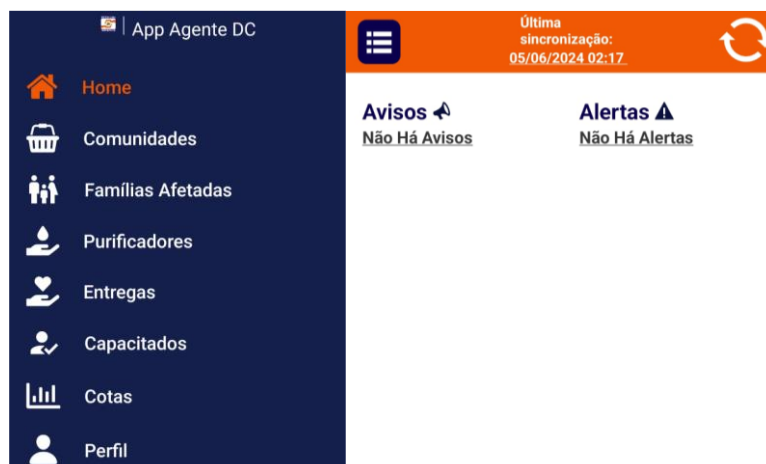 App Agente DC
Home
Comunidades
Famílias Afetadas
Purificadores
Entregas
Capacitados
Cotas
Perfil
Última
sincronização:
05/06/2024 02:17
Avisos
Não Há Avisos
Alertas
Não Há Alertas